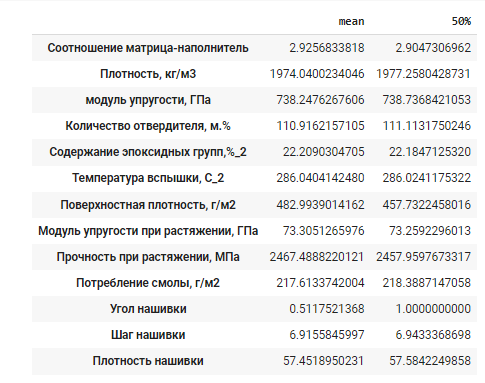 mean 50%
Соотношение матрица-наполнитель 2.9256833818 2.9047306962
Плотность, кг/м3 1974.0400234046 1977.2580428731
модуль упругости, ГПа 738.2476267606 738.7368421053
Количество отвердителя, м.% 110.9162157105 111.1131750246
Содержание эпоксидных групп,%_2 22.2090304705 22.1847125320
Температура вспышки, С_2 286.0404142480 286.0241175322
Поверхностная плотность, г/м2 482.9939014162 457.7322458016
Модуль упругости при растяжении, ГПа 73.3051265976 73.2592296013
Прочность при растяжении, МПа 2467.4888220121 2457.9597673317
Потребление смолы, г/м2 217.6133742004 218.3887147058
Угол нашивки 0.5117521368 1.0000000000
Шаг нашивки 6.9155845997 6.9433368698
Плотность нашивки 57.4518950231 57.5842249858